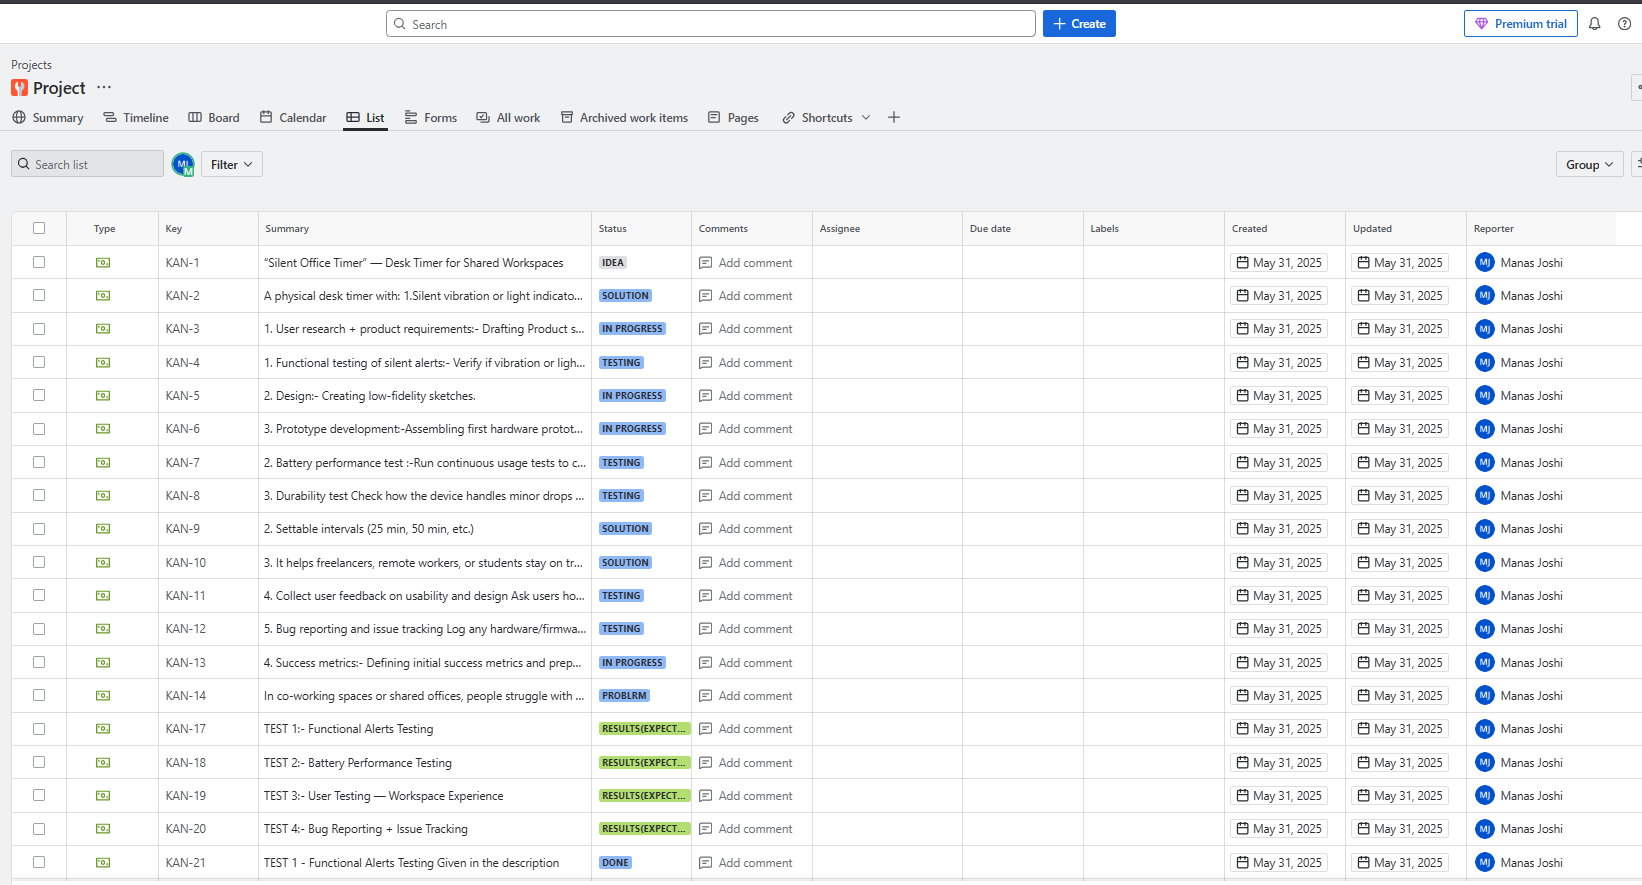 Search
Create
Premium trial
Projects
Project ···
Summary Timeline Board Calendar List Forms All work Archived work items Pages Shortcuts
Search list MJ M Filter Group
Type Key Summary Status Comments Assignee Due date Labels Created Updated Reporter
KAN-1 “Silent Office Timer” — Desk Timer for Shared Workspaces IDEA Add comment May 31, 2025 May 31, 2025 MJ Manas Joshi
KAN-2 A physical desk timer with: 1.Silent vibration or light indicato... SOLUTION Add comment May 31, 2025 May 31, 2025 MJ Manas Joshi
KAN-3 1. User research + product requirements:- Drafting Product s... IN PROGRESS Add comment May 31, 2025 May 31, 2025 MJ Manas Joshi
KAN-4 1. Functional testing of silent alerts:- Verify if vibration or ligh... TESTING Add comment May 31, 2025 May 31, 2025 MJ Manas Joshi
KAN-5 2. Design:- Creating low-fidelity sketches. IN PROGRESS Add comment May 31, 2025 May 31, 2025 MJ Manas Joshi
KAN-6 3. Prototype development:-Assembling first hardware protot... IN PROGRESS Add comment May 31, 2025 May 31, 2025 MJ Manas Joshi
KAN-7 2. Battery performance test :-Run continuous usage tests to c... TESTING Add comment May 31, 2025 May 31, 2025 MJ Manas Joshi
KAN-8 3. Durability test Check how the device handles minor drops ... TESTING Add comment May 31, 2025 May 31, 2025 MJ Manas Joshi
KAN-9 2. Settable intervals (25 min, 50 min, etc.) SOLUTION Add comment May 31, 2025 May 31, 2025 MJ Manas Joshi
KAN-10 3. It helps freelancers, remote workers, or students stay on tr... SOLUTION Add comment May 31, 2025 May 31, 2025 MJ Manas Joshi
KAN-11 4. Collect user feedback on usability and design Ask users ho... TESTING Add comment May 31, 2025 May 31, 2025 MJ Manas Joshi
KAN-12 5. Bug reporting and issue tracking Log any hardware/firmwa... TESTING Add comment May 31, 2025 May 31, 2025 MJ Manas Joshi
KAN-13 4. Success metrics:- Defining initial success metrics and prep... IN PROGRESS Add comment May 31, 2025 May 31, 2025 MJ Manas Joshi
KAN-14 In co-working spaces or shared offices, people struggle with ... PROBLRM Add comment May 31, 2025 May 31, 2025 MJ Manas Joshi
KAN-17 TEST 1:- Functional Alerts Testing RESULTS(EXPECT... Add comment May 31, 2025 May 31, 2025 MJ Manas Joshi
KAN-18 TEST 2:- Battery Performance Testing RESULTS(EXPECT... Add comment May 31, 2025 May 31, 2025 MJ Manas Joshi
KAN-19 TEST 3:- User Testing — Workspace Experience RESULTS(EXPECT... Add comment May 31, 2025 May 31, 2025 MJ Manas Joshi
KAN-20 TEST 4:- Bug Reporting + Issue Tracking RESULTS(EXPECT... Add comment May 31, 2025 May 31, 2025 MJ Manas Joshi
KAN-21 TEST 1 - Functional Alerts Testing Given in the description DONE Add comment May 31, 2025 May 31, 2025 MJ Manas Joshi